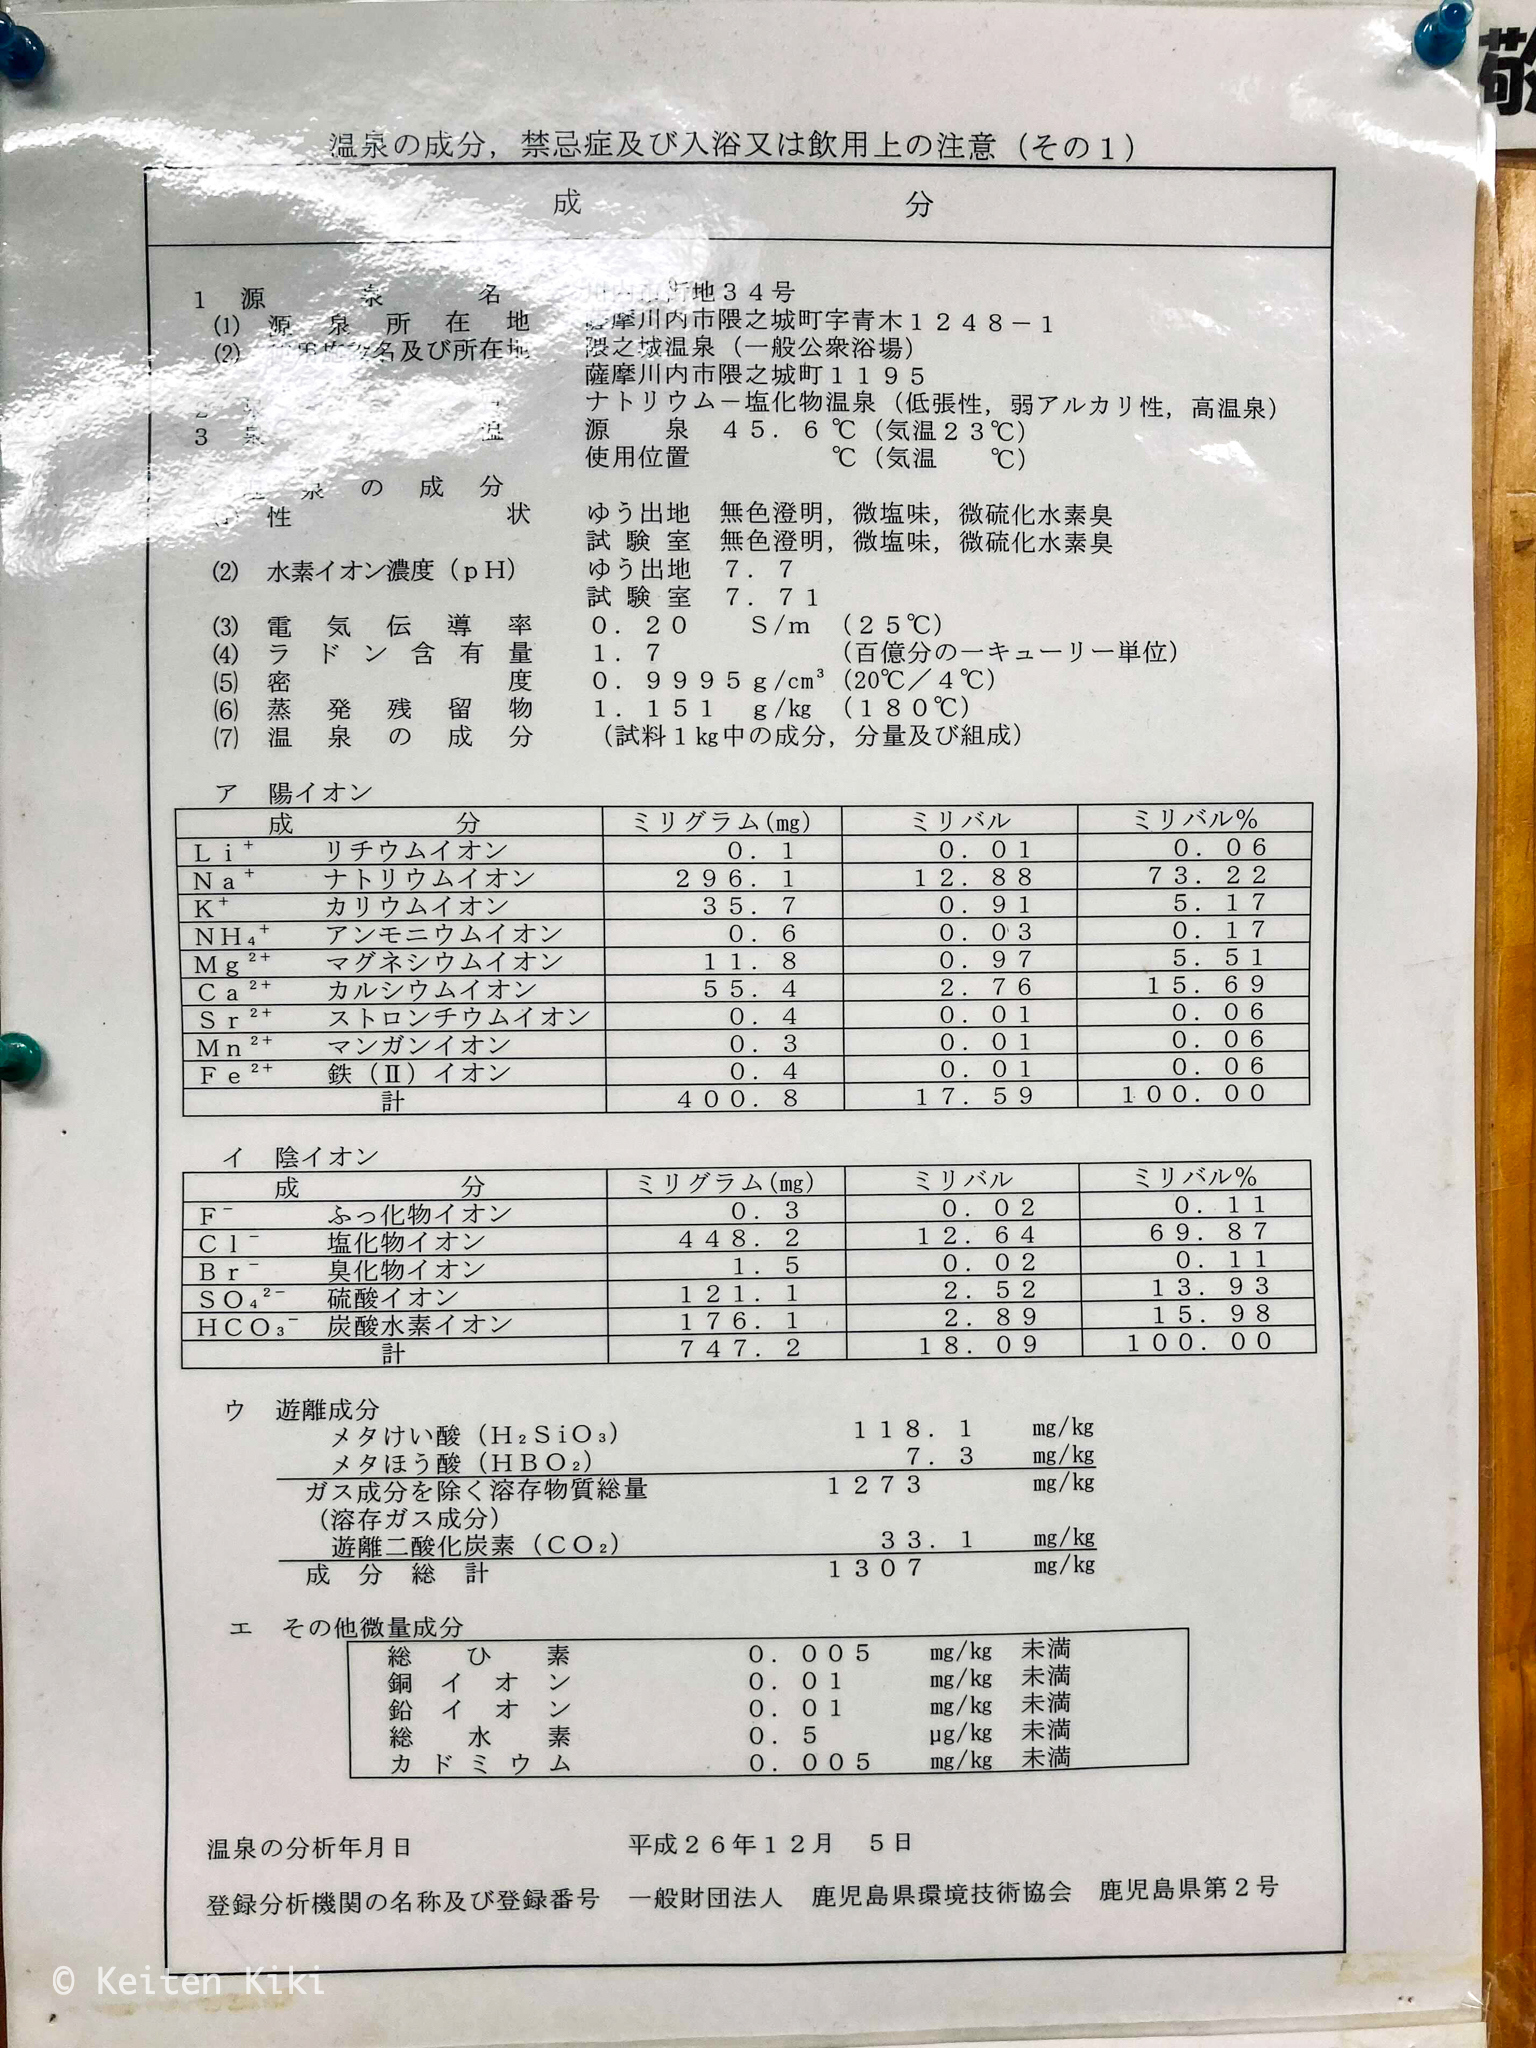 敬
温泉の成分，禁忌症及び入浴又は飲用上の注意（その１）
成　分
1　源　泉　名　川内市街地３４号
⑴　源泉所在地　薩摩川内市隈之城町字青木１２４８－１
⑵　名及び所在地　隈之城温泉（一般公衆浴場）
薩摩川内市隈之城町１１９５
ナトリウム－塩化物温泉（低張性，弱アルカリ性，高温泉）
3　泉　温　源　泉　４５．６℃（気温２３℃）
使用位置　℃（気温　℃）
泉の成分
性　状　ゆう出地　無色澄明，微塩味，微硫化水素臭
試験室　無色澄明，微塩味，微硫化水素臭
⑵　水素イオン濃度（ｐＨ）　ゆう出地　７．７
試験室　７．７１
⑶　電気伝導率　０．２０　Ｓ/ｍ　（２５℃）
⑷　ラドン含有量　１．７　（百億分の一キューリー単位）
⑸　密度　０．９９９５ｇ/㎝³（20℃／４℃）
⑹　蒸発残留物　１．１５１　ｇ/㎏　（１８０℃）
⑺　温泉の成分　（試料１㎏中の成分，分量及び組成）
ア　陽イオン
成　分　ミリグラム(㎎)　ミリバル　ミリバル％
Ｌｉ⁺　リチウムイオン　０．１　０．０１　０．０６
Ｎａ⁺　ナトリウムイオン　２９６．１　１２．８８　７３．２２
Ｋ⁺　カリウムイオン　３５．７　０．９１　５．１７
ＮＨ₄⁺　アンモニウムイオン　０．６　０．０３　０．１７
Ｍｇ²⁺　マグネシウムイオン　１１．８　０．９７　５．５１
Ｃａ²⁺　カルシウムイオン　５５．４　２．７６　１５．６９
Ｓｒ²⁺　ストロンチウムイオン　０．４　０．０１　０．０６
Ｍｎ²⁺　マンガンイオン　０．３　０．０１　０．０６
Ｆｅ²⁺　鉄（Ⅱ）イオン　０．４　０．０１　０．０６
計　４００．８　１７．５９　１００．００
イ　陰イオン
成　分　ミリグラム(㎎)　ミリバル　ミリバル％
Ｆ⁻　ふっ化物イオン　０．３　０．０２　０．１１
Ｃｌ⁻　塩化物イオン　４４８．２　１２．６４　６９．８７
Ｂｒ⁻　臭化物イオン　１．５　０．０２　０．１１
ＳＯ₄²⁻　硫酸イオン　１２１．１　２．５２　１３．９３
ＨＣＯ₃⁻　炭酸水素イオン　１７６．１　２．８９　１５．９８
計　７４７．２　１８．０９　１００．００
ウ　遊離成分
メタけい酸（Ｈ₂ＳｉＯ₃）　１１８．１　㎎/㎏
メタほう酸（ＨＢＯ₂）　７．３　㎎/㎏
ガス成分を除く溶存物質総量　１２７３　㎎/㎏
（溶存ガス成分）
遊離二酸化炭素（ＣＯ₂）　３３．１　㎎/㎏
成分総計　１３０７　㎎/㎏
エ　その他微量成分
総ひ素　０．００５　㎎/㎏　未満
銅イオン　０．０１　㎎/㎏　未満
鉛イオン　０．０１　㎎/㎏　未満
総水素　０．５　μg/㎏　未満
カドミウム　０．００５　㎎/㎏　未満
温泉の分析年月日　平成２６年１２月　５日
登録分析機関の名称及び登録番号　一般財団法人　鹿児島県環境技術協会　鹿児島県第２号
© Keiten Kiki